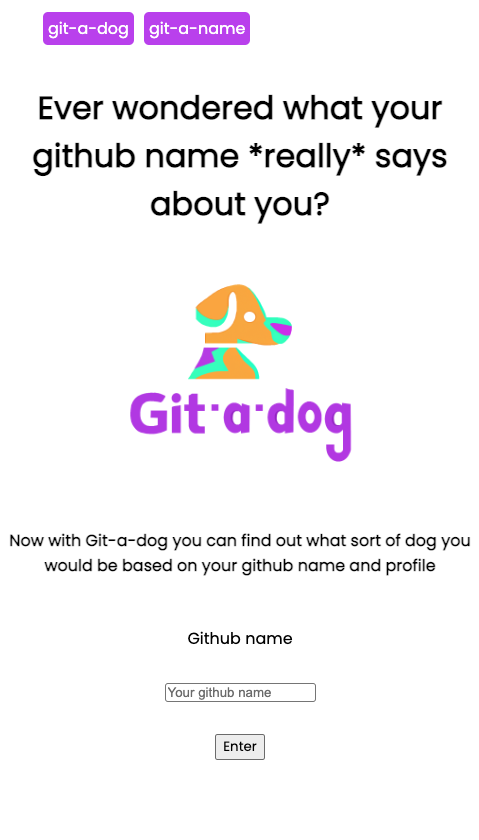 git-a-dog git-a-name
Ever wondered what your
github name *really* says
about you?
Git·a·dog
Now with Git-a-dog you can find out what sort of dog you
would be based on your github name and profile
Github name
Your github name
Enter